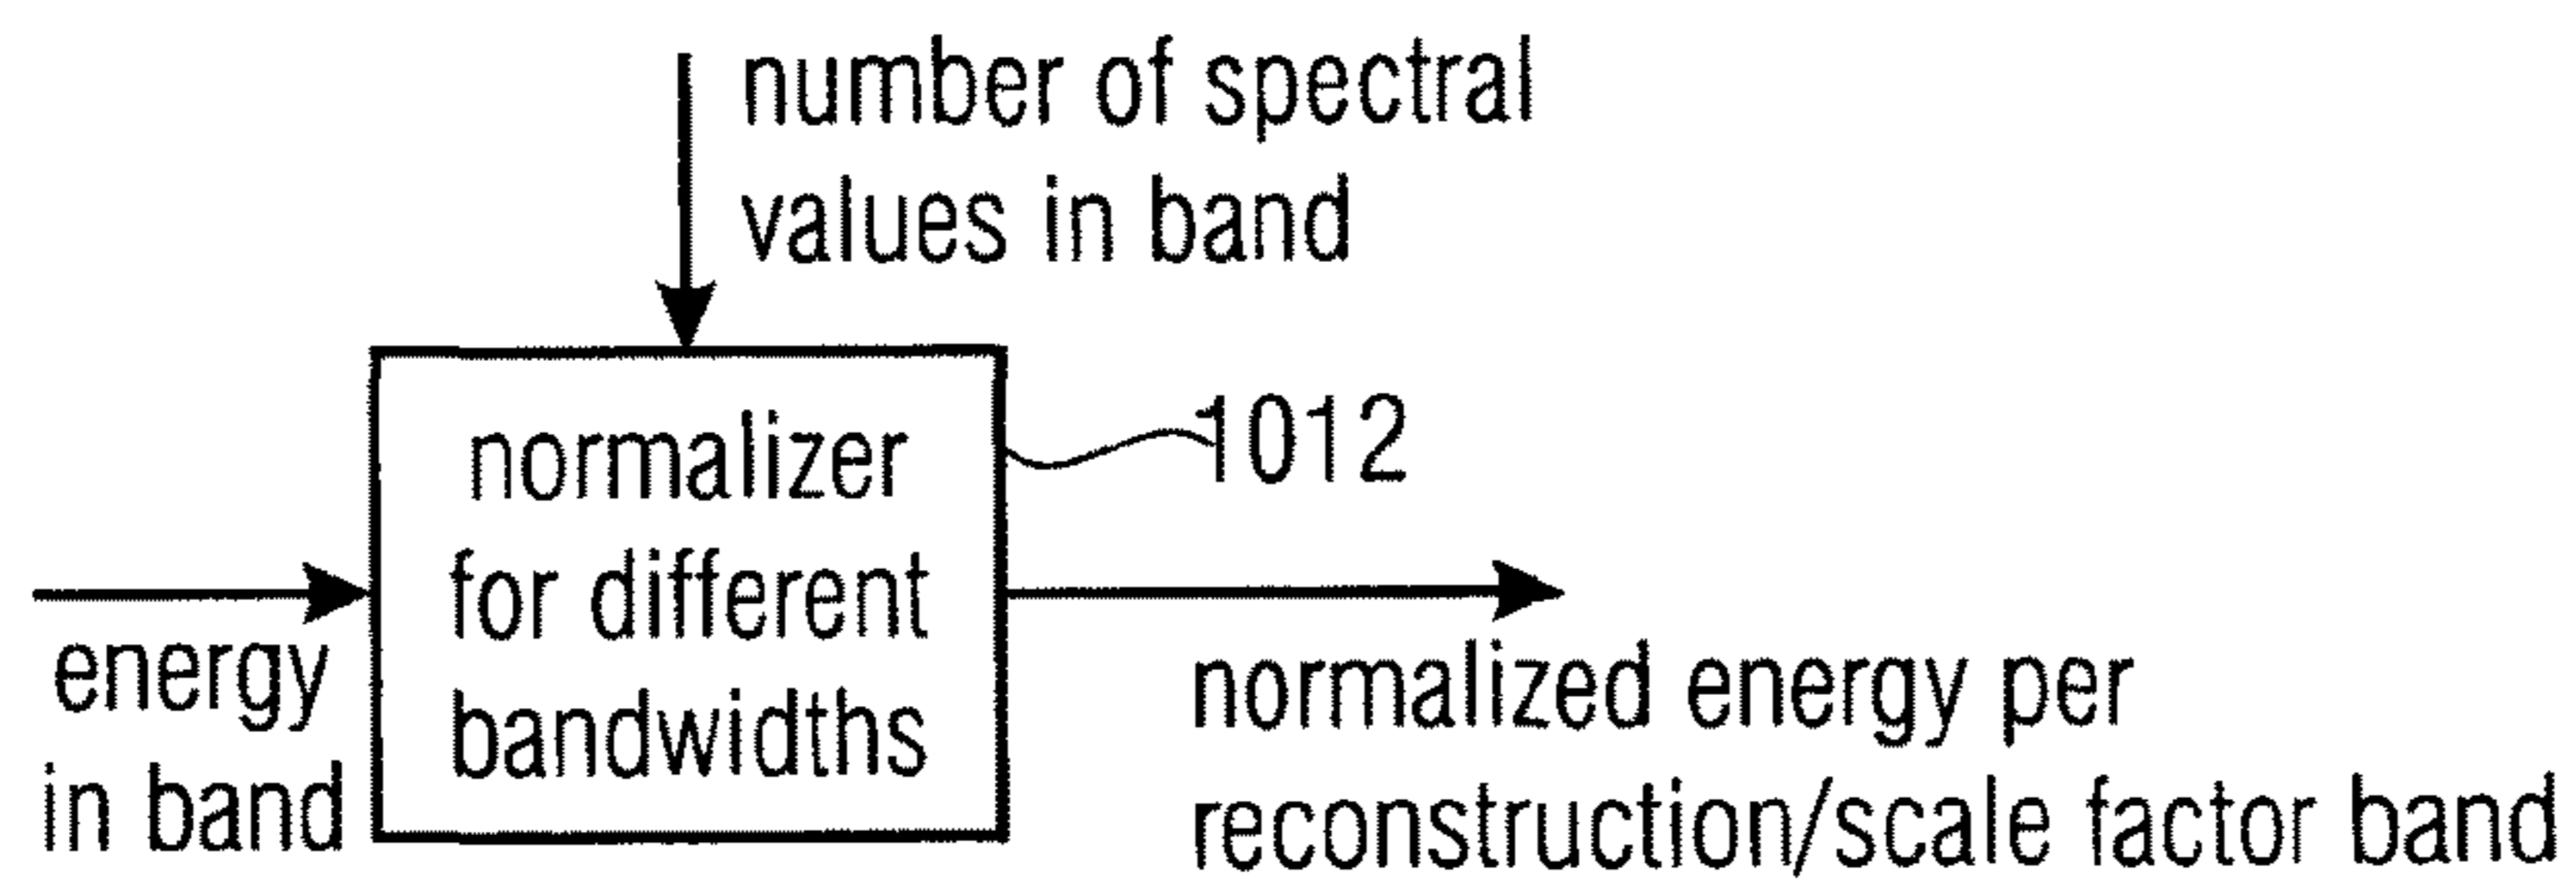 number of spectral
values in band
normalizer
for different
bandwidths
1012
energy
in band
normalized energy per
reconstruction/scale factor band